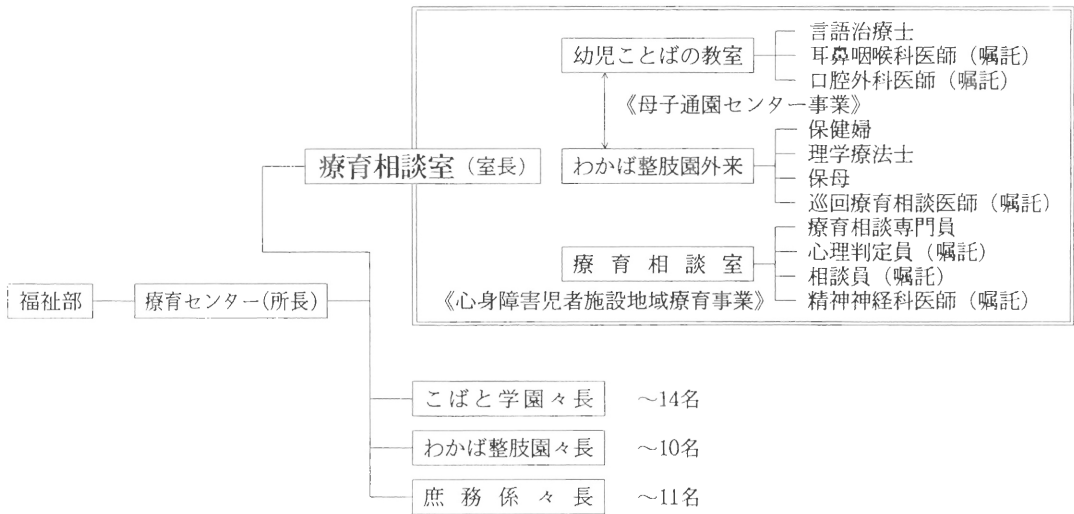 幼児ことばの教室
言語治療士
耳鼻咽喉科医師（嘱託）
口腔外科医師（嘱託）
《母子通園センター事業》
療育相談室（室長）
わかば整肢園外来
保健婦
理学療法士
保母
巡回療育相談医師（嘱託）
療育相談室
療育相談専門員
心理判定員（嘱託）
相談員（嘱託）
精神神経科医師（嘱託）
《心身障害児者施設地域療育事業》
福祉部
療育センター(所長)
こばと学園々長　～14名
わかば整肢園々長　～10名
庶務係々長　～11名